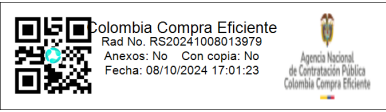 Colombia Compra Eficiente
Rad No. RS20241008013979
Anexos: No Con copia: No
Fecha: 08/10/2024 17:01:23
Agencia Nacional
de Contratación Pública
Colombia Compra Eficiente